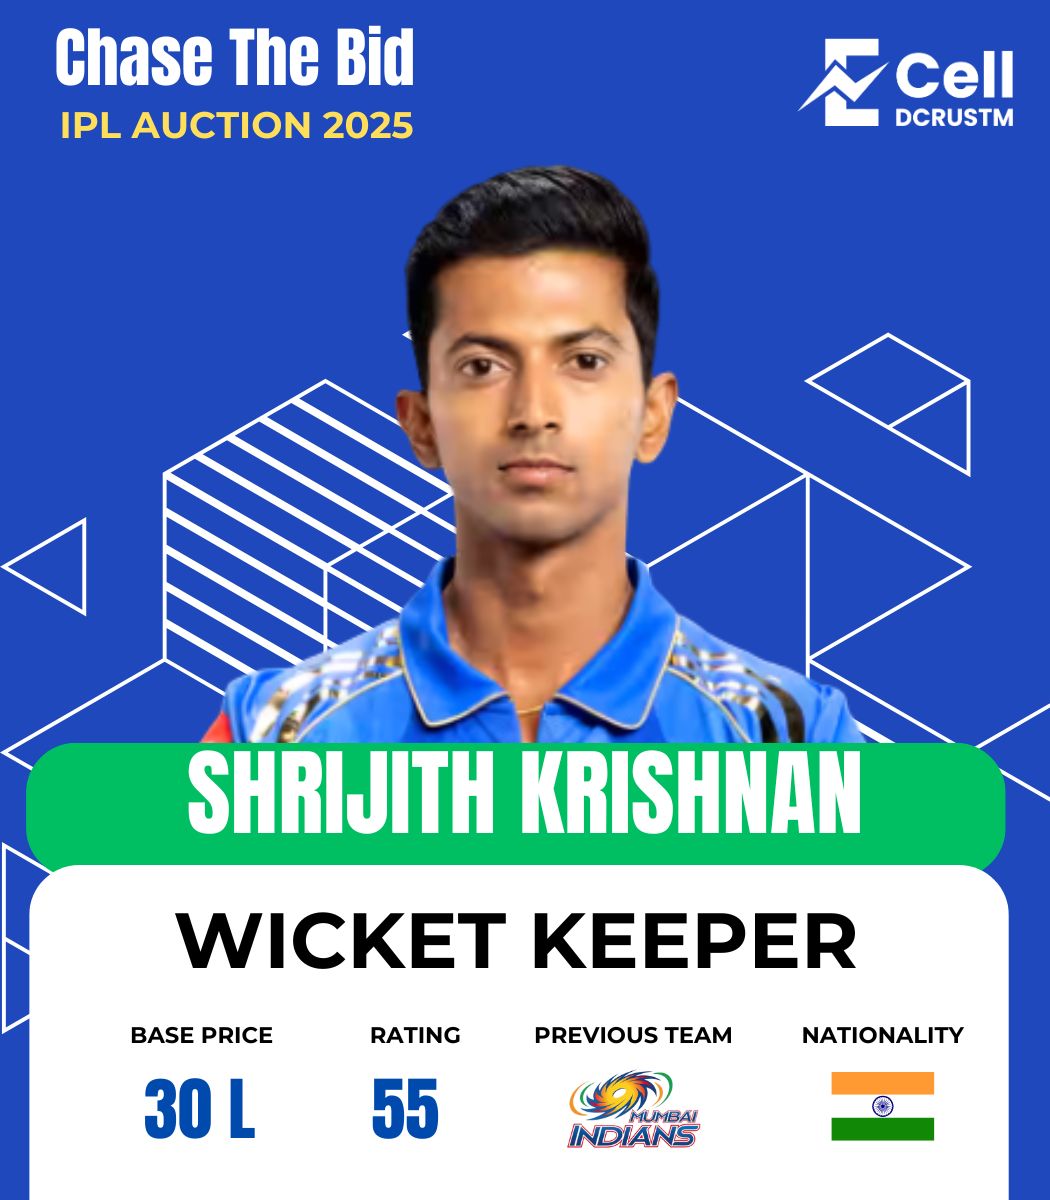 Chase The Bid
IPL AUCTION 2025
Cell
DCRUSTM
SHRIJITH KRISHNAN
WICKET KEEPER
BASE PRICE
30 L
RATING
55
PREVIOUS TEAM
MUMBAI
INDIANS
NATIONALITY